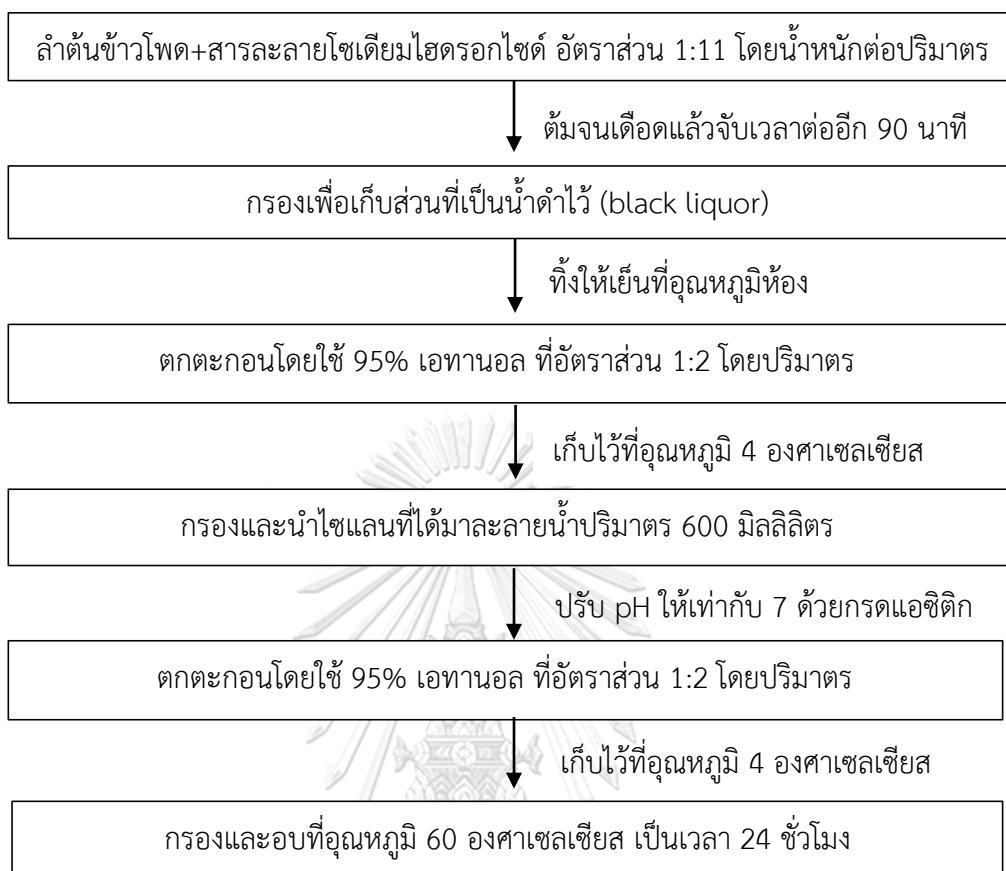 ลำต้นข้าวโพด+สารละลายโซเดียมไฮดรอกไซด์ อัตราส่วน 1:11 โดยน้ำหนักต่อปริมาตร
ต้มจนเดือดแล้วจับเวลาต่ออีก 90 นาที
กรองเพื่อเก็บส่วนที่เป็นน้ำดำไว้ (black liquor)
ทิ้งให้เย็นที่อุณหภูมิห้อง
ตกตะกอนโดยใช้ 95% เอทานอล ที่อัตราส่วน 1:2 โดยปริมาตร
เก็บไว้ที่อุณหภูมิ 4 องศาเซลเซียส
กรองและนำไซแลนที่ได้มาละลายน้ำปริมาตร 600 มิลลิลิตร
ปรับ pH ให้เท่ากับ 7 ด้วยกรดแอซิติก
ตกตะกอนโดยใช้ 95% เอทานอล ที่อัตราส่วน 1:2 โดยปริมาตร
เก็บไว้ที่อุณหภูมิ 4 องศาเซลเซียส
กรองและอบที่อุณหภูมิ 60 องศาเซลเซียส เป็นเวลา 24 ชั่วโมง